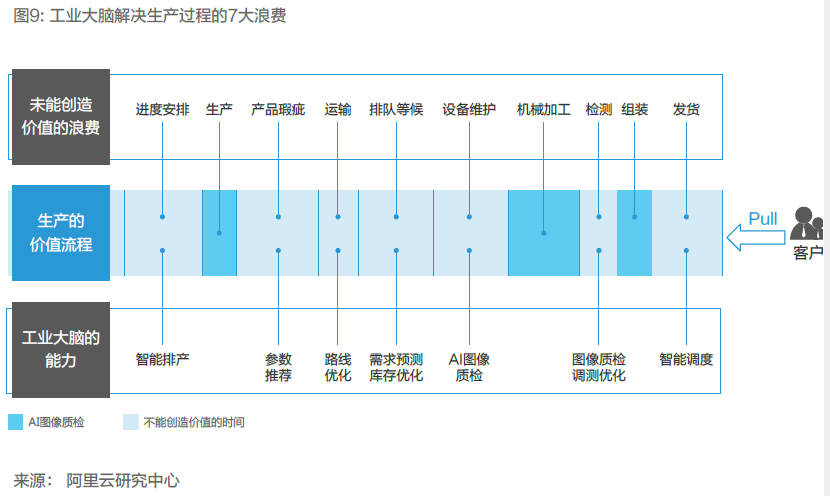 图9: 工业大脑解决生产过程的7大浪费
未能创造
价值的浪费
进度安排 生产 产品瑕疵 运输 排队等候 设备维护 机械加工 检测 组装 发货
生产的
价值流程
Pull
客户
工业大脑的
能力
智能排产 参数 路线 需求预测 AI图像 图像质检 智能调度
推荐 优化 库存优化 质检 调测优化
AI图像质检 不能创造价值的时间
来源： 阿里云研究中心